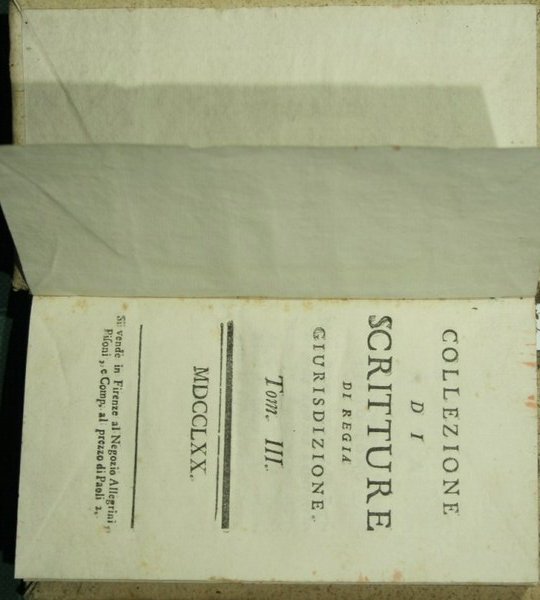 COLLEZIONE
DI
SCRITTURE
DI REGIA
GIURISDIZIONE.
Tom. III.
MDCCLXX.
Si vende in Firenze al Negozio Allegrini,
Pisoni, e Comp. al prezzo di Paoli 2.